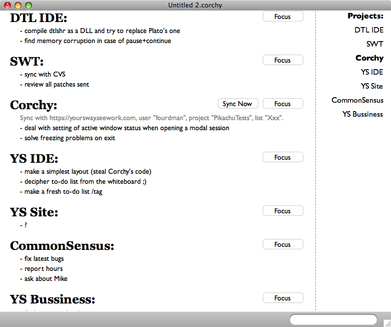 Untitled 2.corchy
DTL IDE:
Focus
- compile dtlshr as a DLL and try to replace Plato's one
- find memory corruption in case of pause+continue
SWT:
Focus
- sync with CVS
- review all patches sent
Corchy:
Sync Now
Focus
Sync with https://yoursway.seework.com, user "fourdman", project "PikachuTests", list "Xxx".
- deal with setting of active window status when opening a modal session
- solve freezing problems on exit
YS IDE:
Focus
- make a simplest layout (steal Corchy's code)
- decipher to-do list from the whiteboard ;)
- make a fresh to-do list /tag
YS Site:
Focus
- ?
CommonSensus:
Focus
- fix latest bugs
- report hours
- ask about Mike
YS Bussiness:
Focus
Projects:
DTL IDE
SWT
Corchy
YS IDE
YS Site
CommonSensus
YS Bussiness